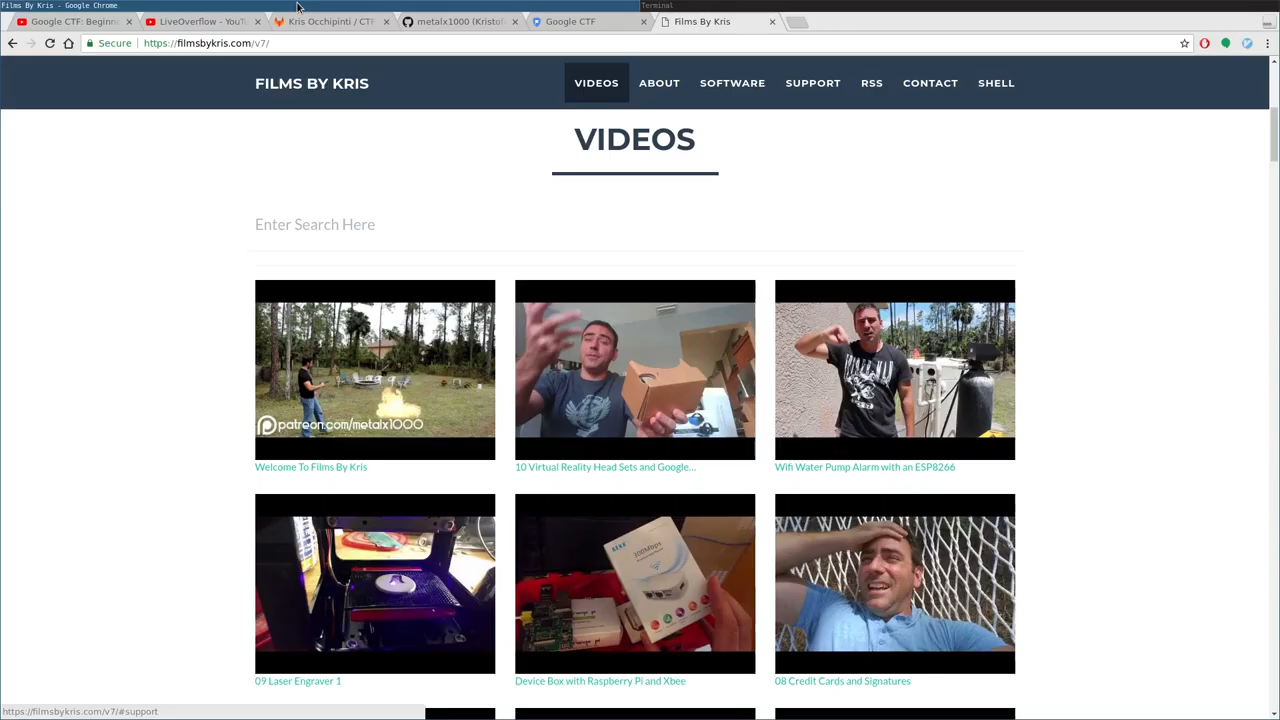 Films By Kris - Google Chrome
Terminal
Google CTF: Beginn
LiveOverflow - YouTu
Kris Occhipinti / CTF
metalx1000 (Kristof
Google CTF
Films By Kris
Secure
https://filmsbykris.com/v7/
FILMS BY KRIS
VIDEOS
ABOUT
SOFTWARE
SUPPORT
RSS
CONTACT
SHELL
VIDEOS
Enter Search Here
patreon.com/metalx1000
Welcome To Films By Kris
10 Virtual Reality Head Sets and Google...
Wifi Water Pump Alarm with an ESP8266
300Mbps
09 Laser Engraver 1
Device Box with Raspberry Pi and Xbee
08 Credit Cards and Signatures
https://filmsbykris.com/v7/#support